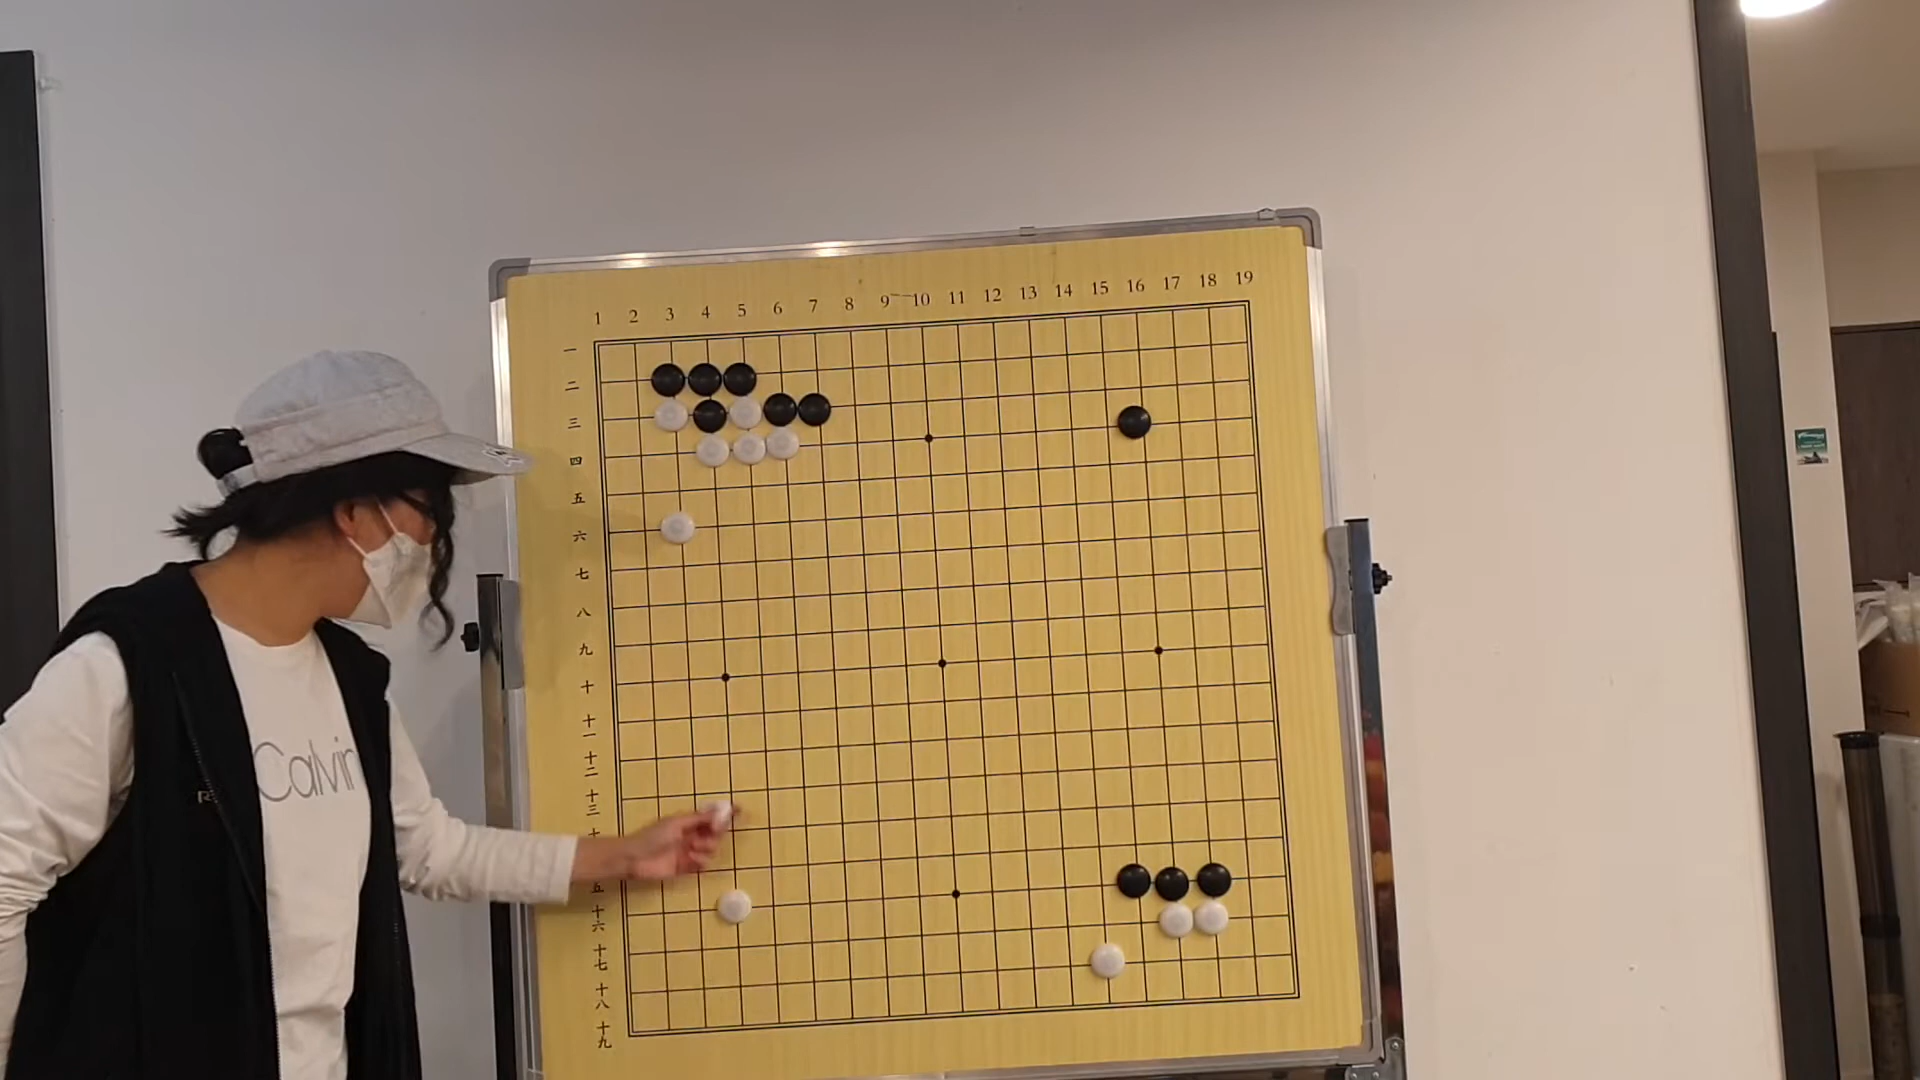 1 2 3 4 5 6 7 8 9 10 11 12 13 14 15 16 17 18 19
一
二
三
四
五
六
七
八
九
十
十一
十二
十三
十
五
十六
十七
十八
十九
Calvin